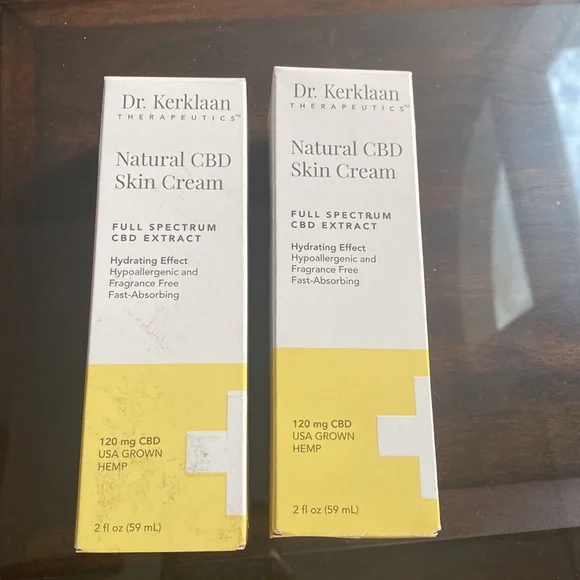 Dr. Kerklaan
THERAPEUTICS™
Natural CBD
Skin Cream
FULL SPECTRUM
CBD EXTRACT
Hydrating Effect
Hypoallergenic and
Fragrance Free
Fast-Absorbing
120 mg CBD
USA GROWN
HEMP
2 fl oz (59 mL)
Dr. Kerklaan
THERAPEUTICS™
Natural CBD
Skin Cream
FULL SPECTRUM
CBD EXTRACT
Hydrating Effect
Hypoallergenic and
Fragrance Free
Fast-Absorbing
120 mg CBD
USA GROWN
HEMP
2 fl oz (59 mL)